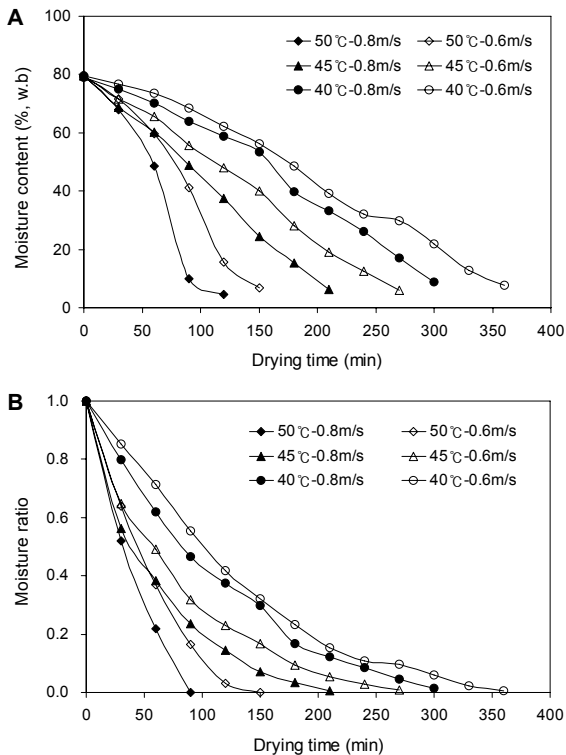 A
Moisture content (%, w.b)
100
80
60
40
20
0
50℃-0.8m/s 50℃-0.6m/s
45℃-0.8m/s 45℃-0.6m/s
40℃-0.8m/s 40℃-0.6m/s
0 50 100 150 200 250 300 350 400
Drying time (min)
B
Moisture ratio
1.0
0.8
0.6
0.4
0.2
0.0
50℃-0.8m/s 50℃-0.6m/s
45℃-0.8m/s 45℃-0.6m/s
40℃-0.8m/s 40℃-0.6m/s
0 50 100 150 200 250 300 350 400
Drying time (min)